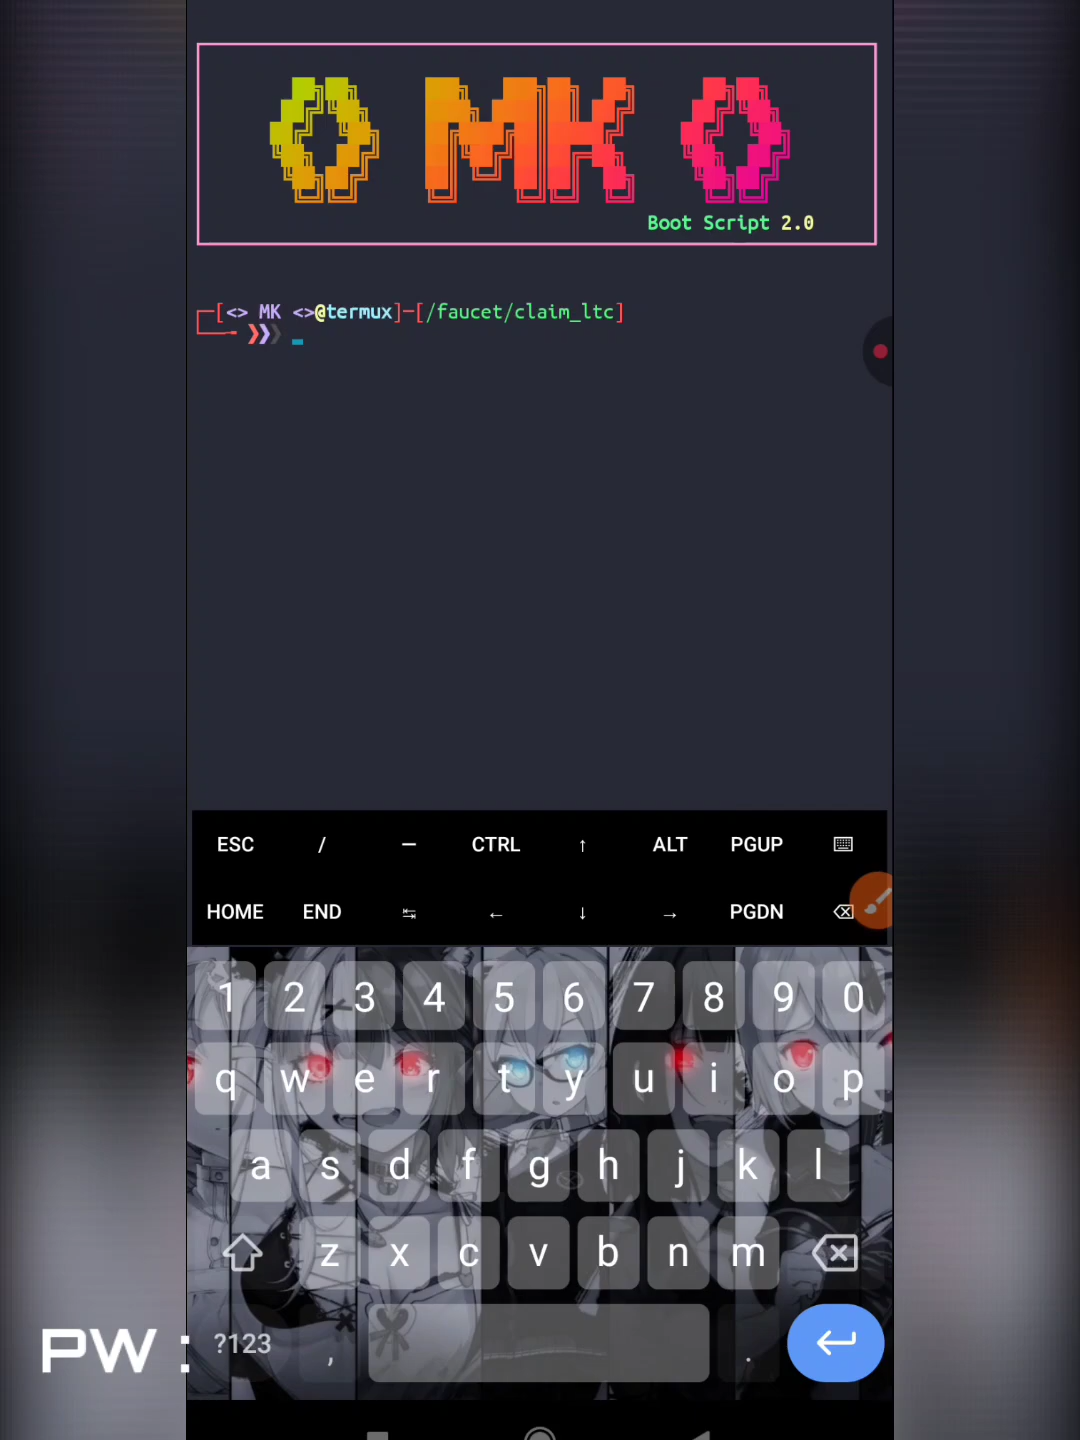 <> MK <>
Boot Script 2.0
┌─[<> MK <>@termux]─[/faucet/claim_ltc]
└──╼ ❯❯❯
ESC / — CTRL ↑ ALT PGUP
HOME END ↹ ← ↓ → PGDN ⌫
1 2 3 4 5 6 7 8 9 0
q w e r t y u i o p
a s d f g h j k l
z x c v b n m
?123 , .
PW :